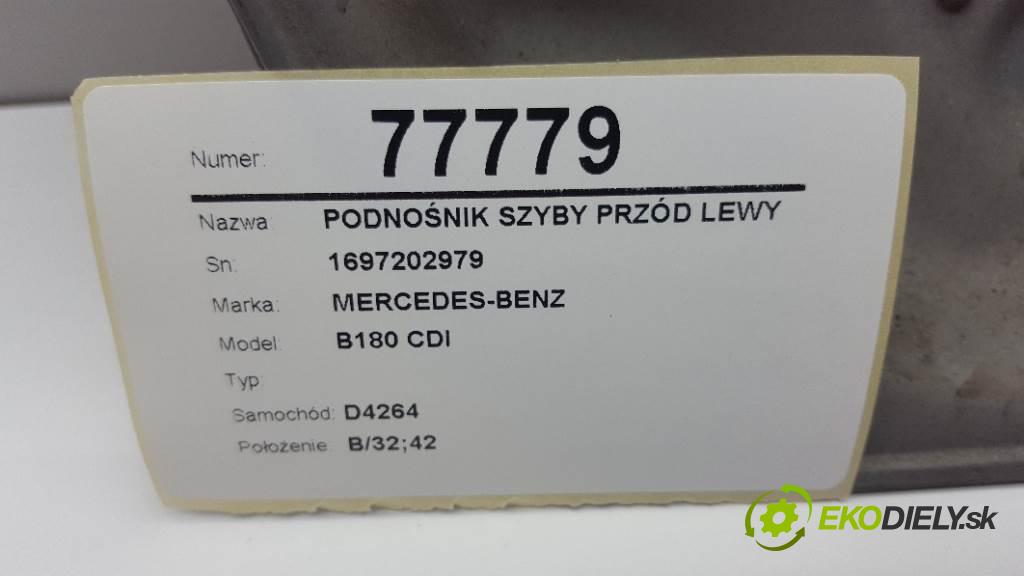 Numer: 77779
Nazwa: PODNOŚNIK SZYBY PRZÓD LEWY
Sn: 1697202979
Marka: MERCEDES-BENZ
Model: B180 CDI
Typ:
Samochód: D4264
Położenie: B/32;42
EKODIELY.sk